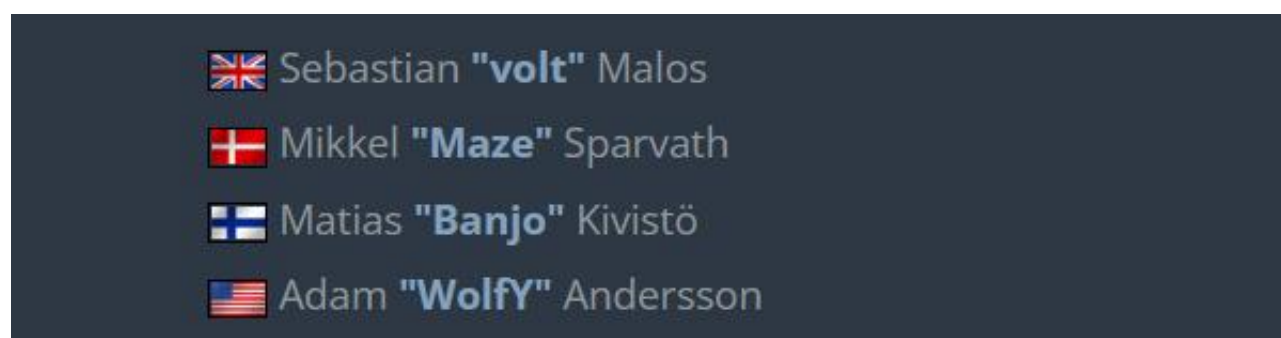 Sebastian "volt" Malos
Mikkel "Maze" Sparvath
Matias "Banjo" Kivistö
Adam "WolfY" Andersson